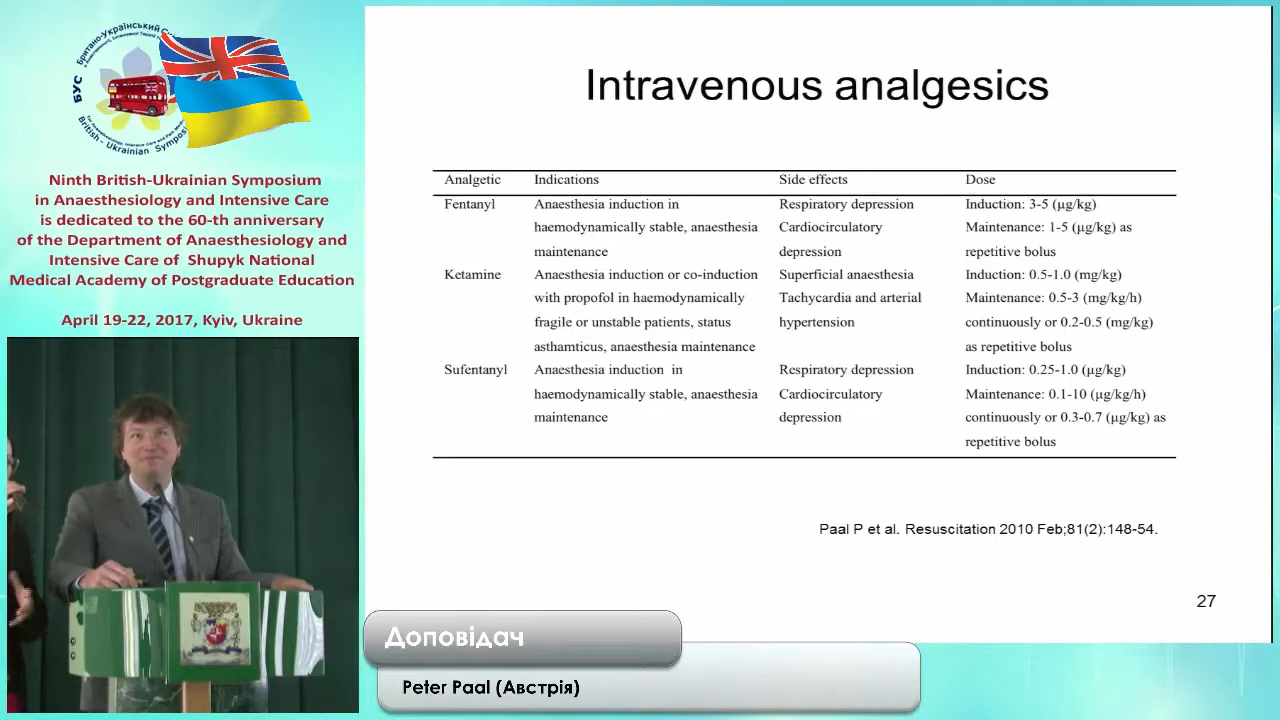 Британо-Український
БУС
British - Ukrainian
Ninth British-Ukrainian Symposium
in Anaesthesiology and Intensive Care
is dedicated to the 60-th anniversary
of the Department of Anaesthesiology and
Intensive Care of Shupyk National
Medical Academy of Postgraduate Education
April 19-22, 2017, Kyiv, Ukraine
Intravenous analgesics
Analgetic Indications Side effects Dose
Fentanyl Anaesthesia induction in Respiratory depression Induction: 3-5 (µg/kg)
haemodynamically stable, anaesthesia Cardiocirculatory Maintenance: 1-5 (µg/kg) as
maintenance depression repetitive bolus
Ketamine Anaesthesia induction or co-induction Superficial anaesthesia Induction: 0.5-1.0 (mg/kg)
with propofol in haemodynamically Tachycardia and arterial Maintenance: 0.5-3 (mg/kg/h)
fragile or unstable patients, status hypertension continuously or 0.2-0.5 (mg/kg)
asthamticus, anaesthesia maintenance as repetitive bolus
Sufentanyl Anaesthesia induction in Respiratory depression Induction: 0.25-1.0 (µg/kg)
haemodynamically stable, anaesthesia Cardiocirculatory Maintenance: 0.1-10 (µg/kg/h)
maintenance depression continuously or 0.3-0.7 (µg/kg) as
repetitive bolus
Paal P et al. Resuscitation 2010 Feb;81(2):148-54.
27
Доповідач
Peter Paal (Австрія)